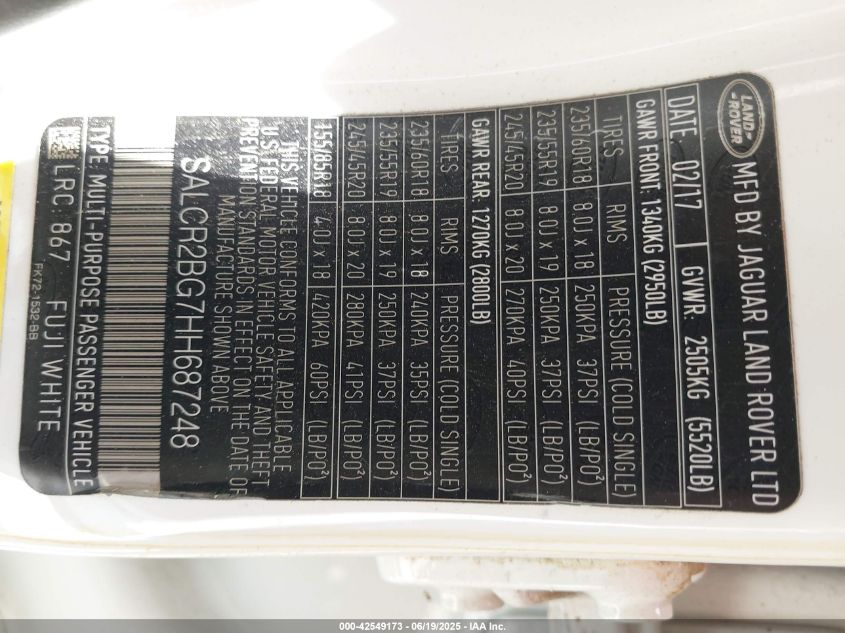 LAND-
-ROVER
MFD BY JAGUAR LAND ROVER LTD
DATE: 02/17 GVWR: 2505KG (5520LB)
GAWR FRONT: 1340KG (2950LB)
TIRES RIMS PRESSURE (COLD SINGLE)
235/60R18 8.0J x 18 250KPA 37PSI (LB/PO²)
235/55R19 8.0J x 19 250KPA 37PSI (LB/PO²)
245/45R20 8.0J x 20 270KPA 40PSI (LB/PO²)
GAWR REAR: 1270KG (2800LB)
TIRES RIMS PRESSURE (COLD SINGLE)
235/60R18 8.0J x 18 240KPA 35PSI (LB/PO²)
235/55R19 8.0J x 19 250KPA 37PSI (LB/PO²)
245/45R20 8.0J x 20 280KPA 41PSI (LB/PO²)
155/85R18 4.0J x 18 420KPA 60PSI (LB/PO²)
THIS VEHICLE CONFORMS TO ALL APPLICABLE
U.S. FEDERAL MOTOR VEHICLE SAFETY AND THEFT
PREVENTION STANDARDS IN EFFECT ON THE DATE OF
MANUFACTURE SHOWN ABOVE
SALCR2BG7HH687248
TYPE: MULTI-PURPOSE PASSENGER VEHICLE
LRC: 867 FUJI WHITE
FK72-1532-BB
000-42549173 - 06/19/2025 - IAA Inc.